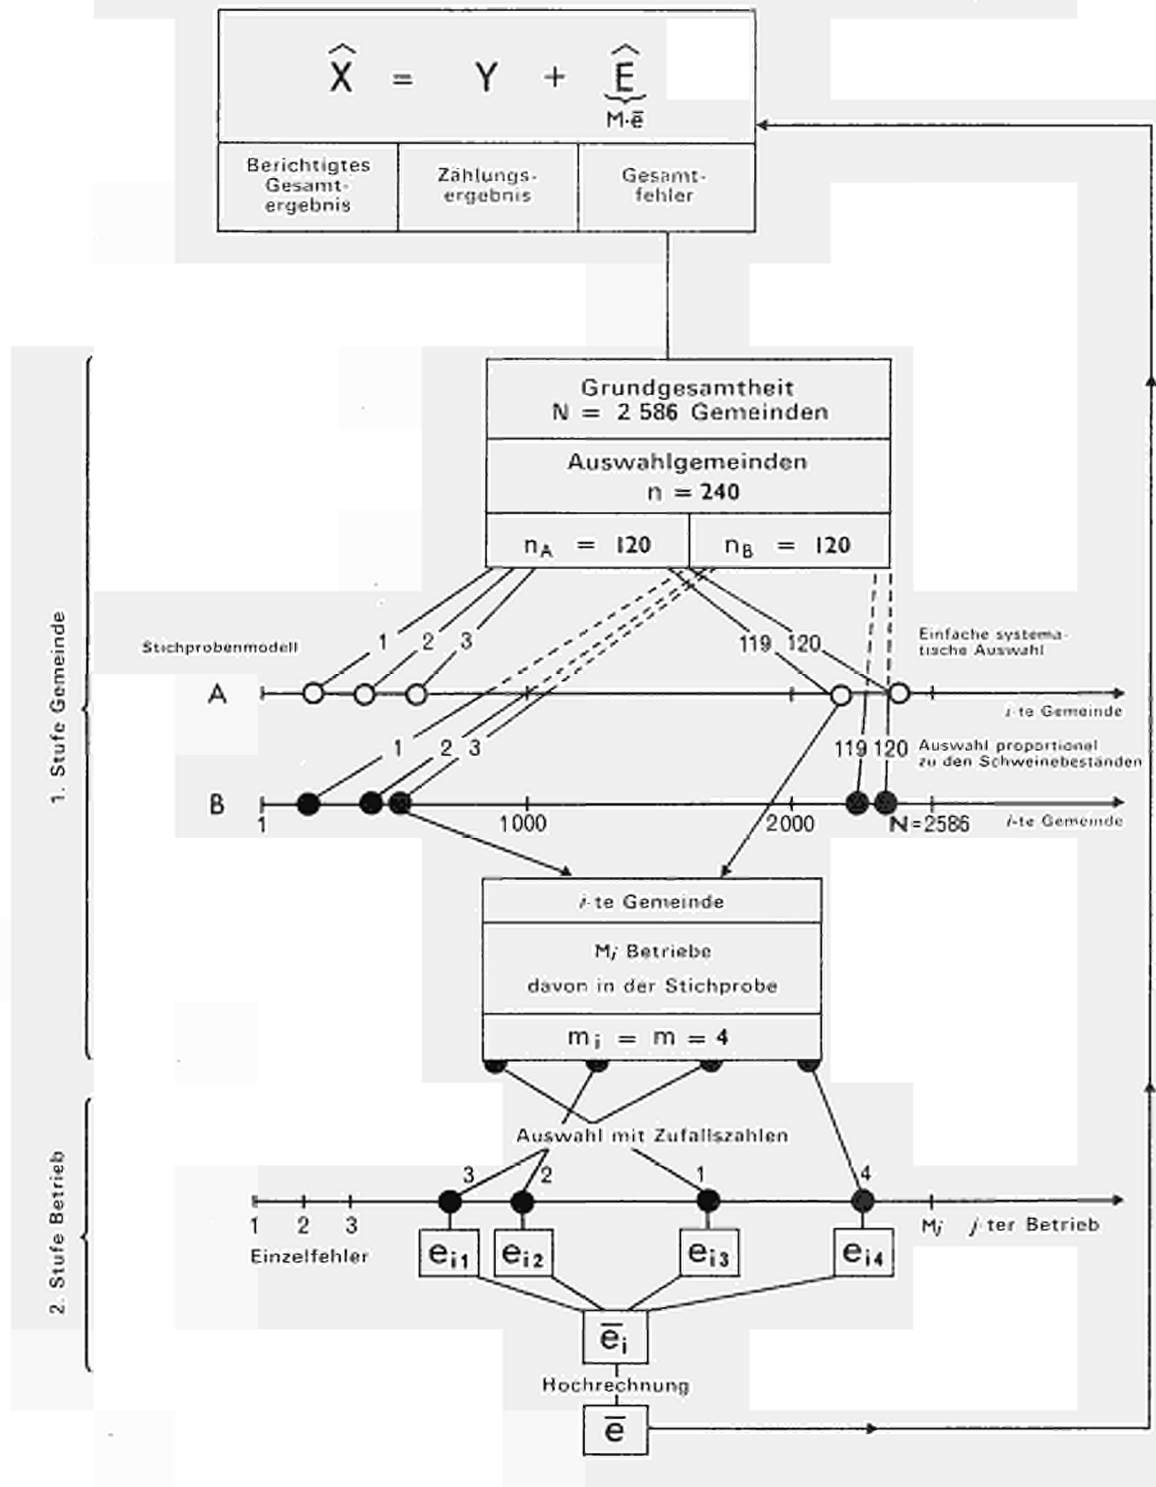 X̂ = Y + Ê
M·ē
Berichtigtes
Gesamt-
ergebnis
Zählungs-
ergebnis
Gesamt-
fehler
Grundgesamtheit
N = 2 586 Gemeinden
Auswahlgemeinden
n = 240
nA = 120
nB = 120
1. Stufe Gemeinde
Stichprobenmodell
1 2 3 119 120
Einfache systema-
tische Auswahl
A
i-te Gemeinde
1 2 3 119 120
Auswahl proportional
zu den Schweinebeständen
B
1 1000 2000 N=2586 i-te Gemeinde
i-te Gemeinde
Mi Betriebe
davon in der Stichprobe
mi = m = 4
2. Stufe Betrieb
Auswahl mit Zufallszahlen
3 2 1 4
1 2 3 Mi j-ter Betrieb
Einzelfehler
ei1 ei2 ei3 ei4
ēi
Hochrechnung
ē